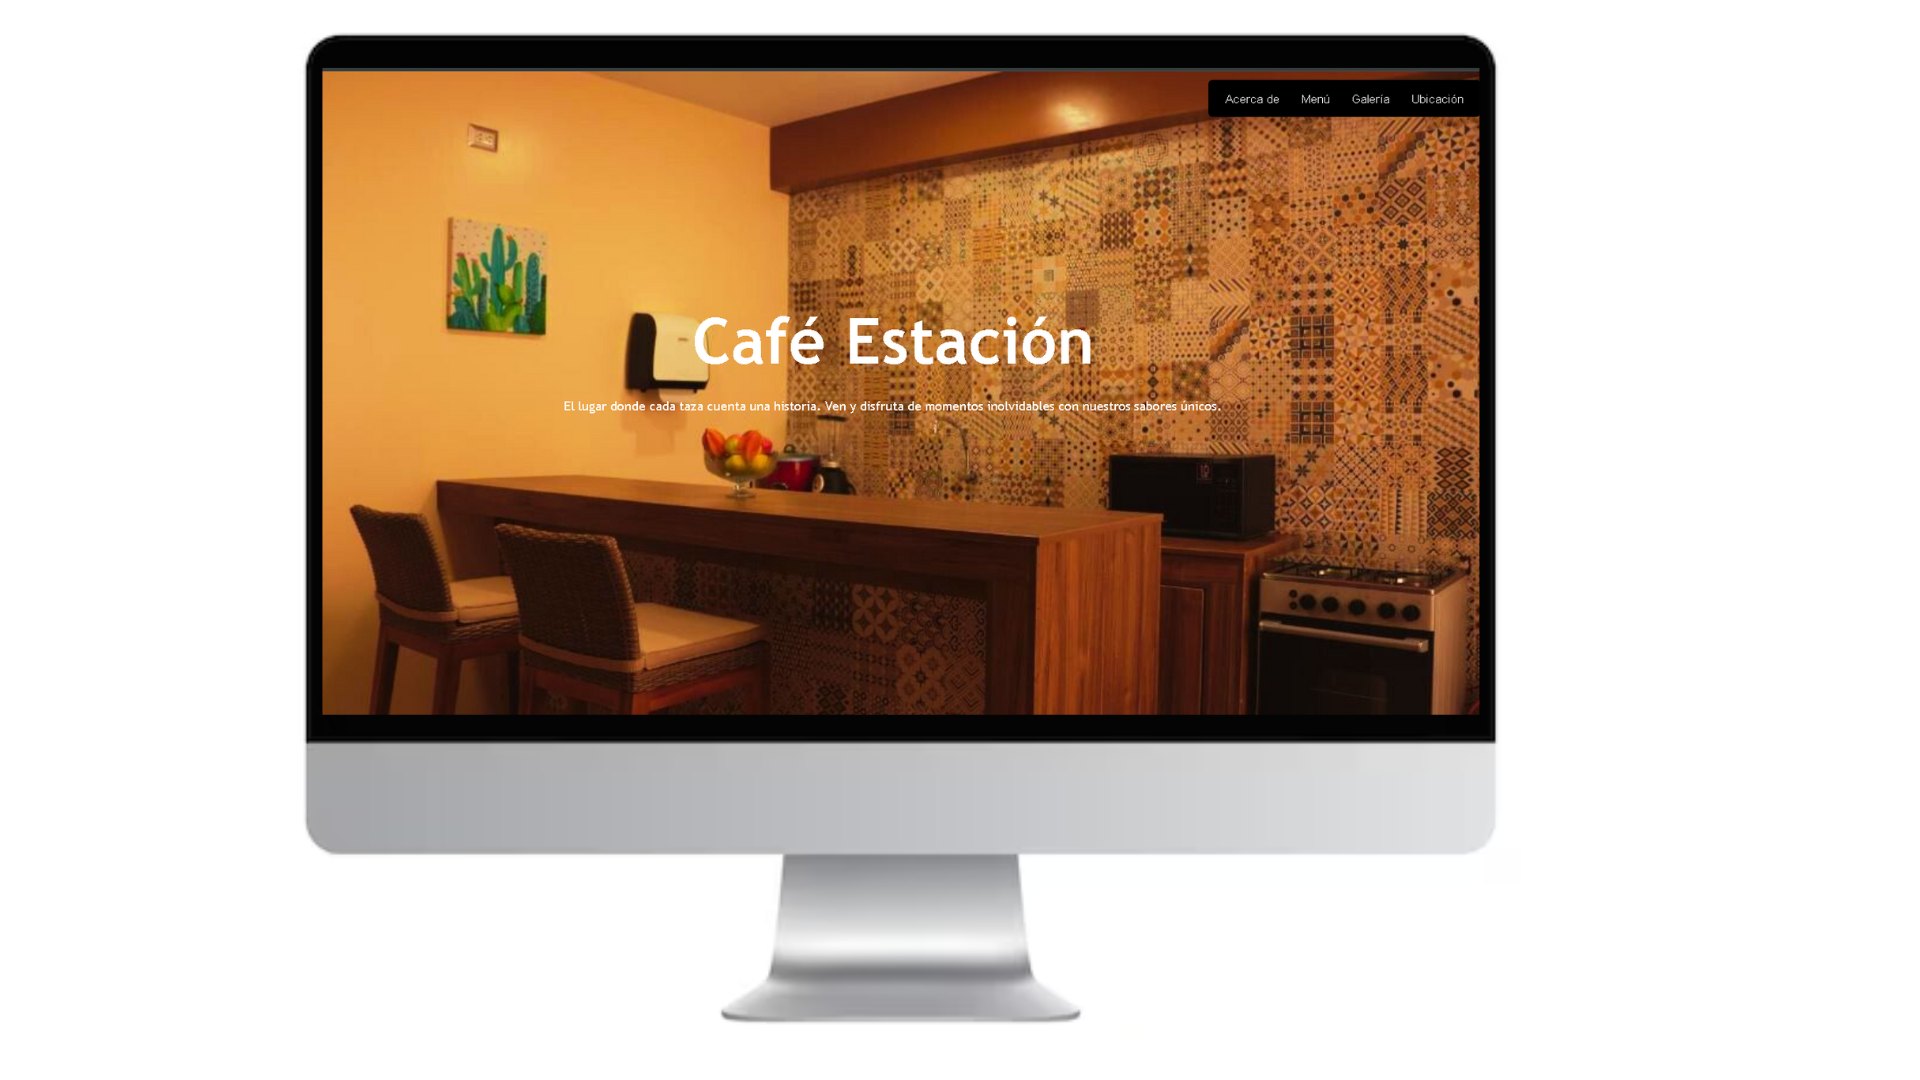 Acerca de Menú Galería Ubicación
Café Estación
El lugar donde cada taza cuenta una historia. Ven y disfruta de momentos inolvidables con nuestros sabores únicos.